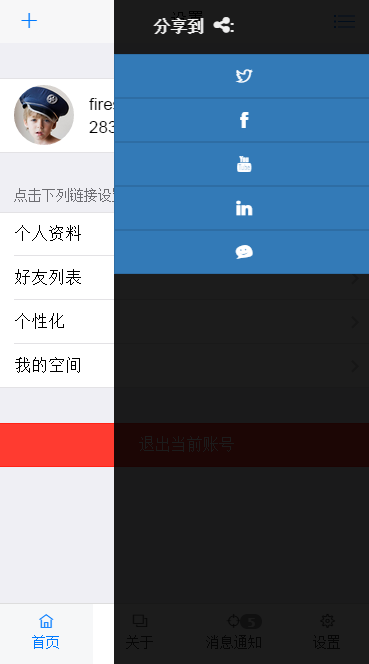 设置
分享到 :
fires
283
点击下列链接设
个人资料
好友列表
个性化
我的空间
退出当前账号
首页
关于
5
消息通知
设置